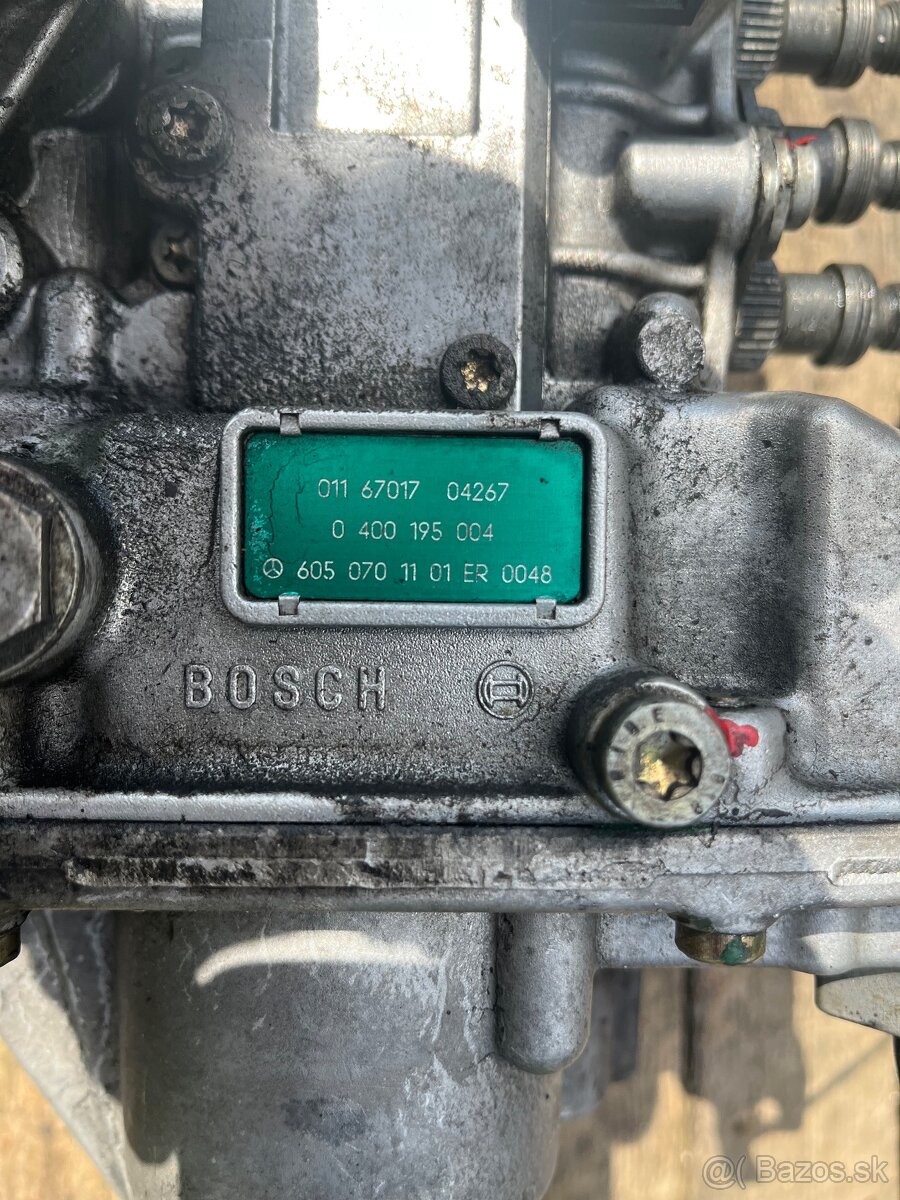 011 67017 04267
0 400 195 004
605 070 11 01 ER 0048
BOSCH
@( Bazos.sk